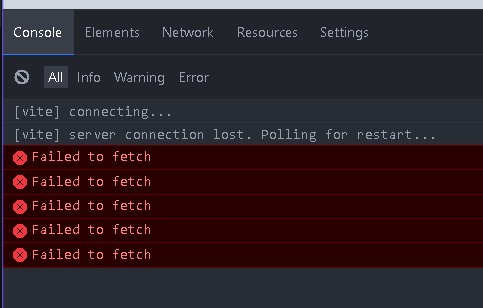 Console Elements Network Resources Settings
All Info Warning Error
[vite] connecting...
[vite] server connection lost. Polling for restart...
Failed to fetch
Failed to fetch
Failed to fetch
Failed to fetch
Failed to fetch